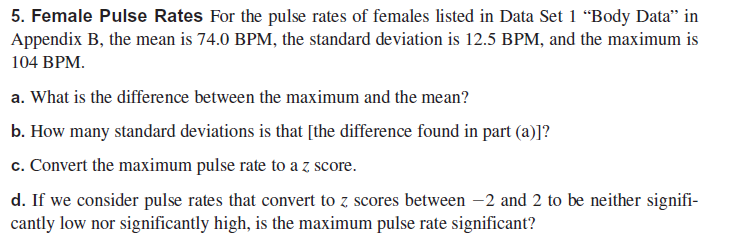 5. Female Pulse Rates For the pulse rates of females listed in Data Set 1 “Body Data” in
Appendix B, the mean is 74.0 BPM, the standard deviation is 12.5 BPM, and the maximum is
104 BPM.
a. What is the difference between the maximum and the mean?
b. How many standard deviations is that [the difference found in part (a)]?
c. Convert the maximum pulse rate to a z score.
d. If we consider pulse rates that convert to z scores between −2 and 2 to be neither signifi-
cantly low nor significantly high, is the maximum pulse rate significant?